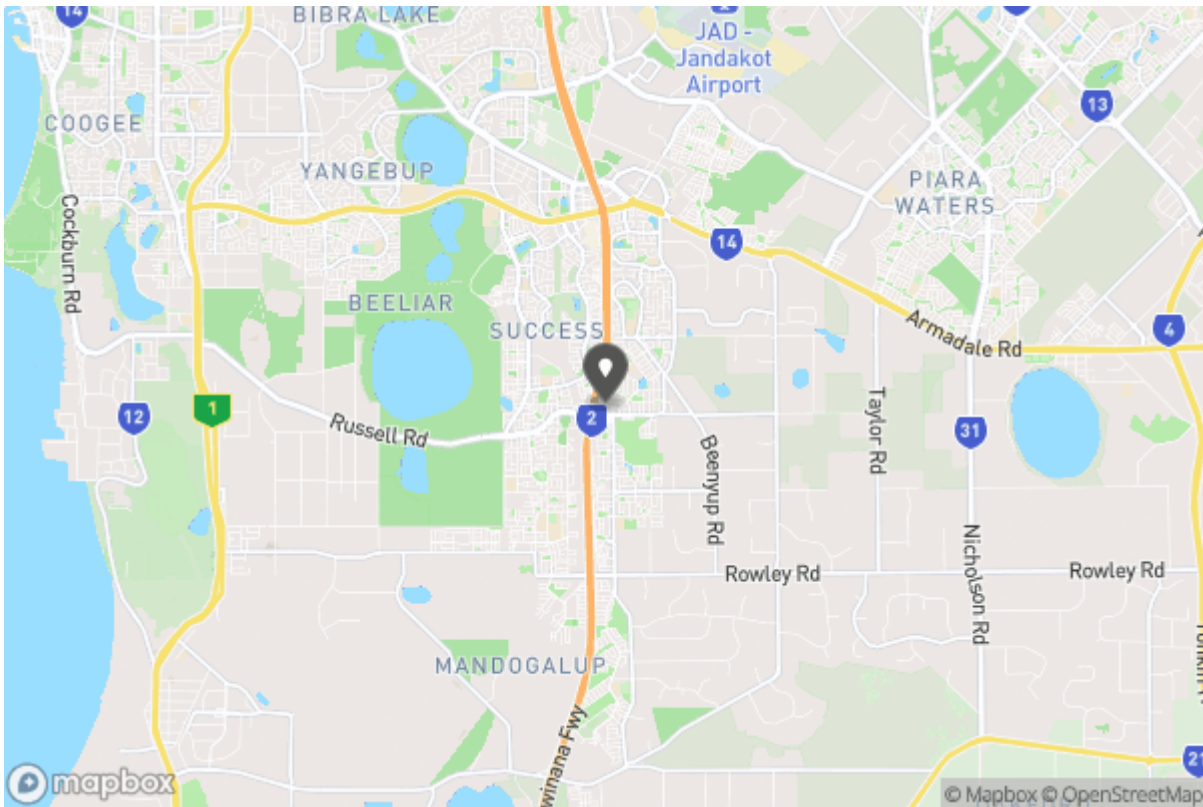 14
BIBRA LAKE
JAD -
Jandakot
Airport
13
COOGEE
YANGEBUP
PIARA
WATERS
Cockburn Rd
14
BEELIAR
SUCCESS
Armadale Rd
4
12
1
Russell Rd
2
Beenyup Rd
Taylor Rd
31
Nicholson Rd
Rowley Rd
Rowley Rd
MANDOGALUP
winana Fwy
21
mapbox
© Mapbox © OpenStreetMap